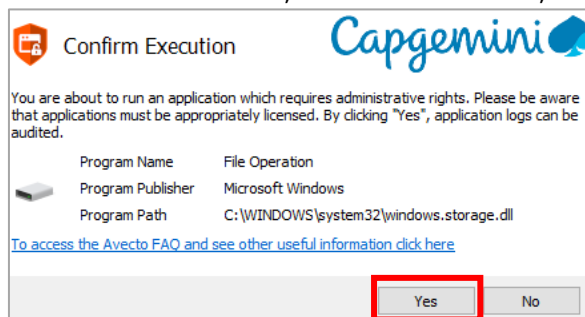 Confirm Execution
Capgemini
You are about to run an application which requires administrative rights. Please be aware
that applications must be appropriately licensed. By clicking "Yes", application logs can be
audited.
Program Name File Operation
Program Publisher Microsoft Windows
Program Path C:\WINDOWS\system32\windows.storage.dll
To access the Avecto FAQ and see other useful information click here
Yes No